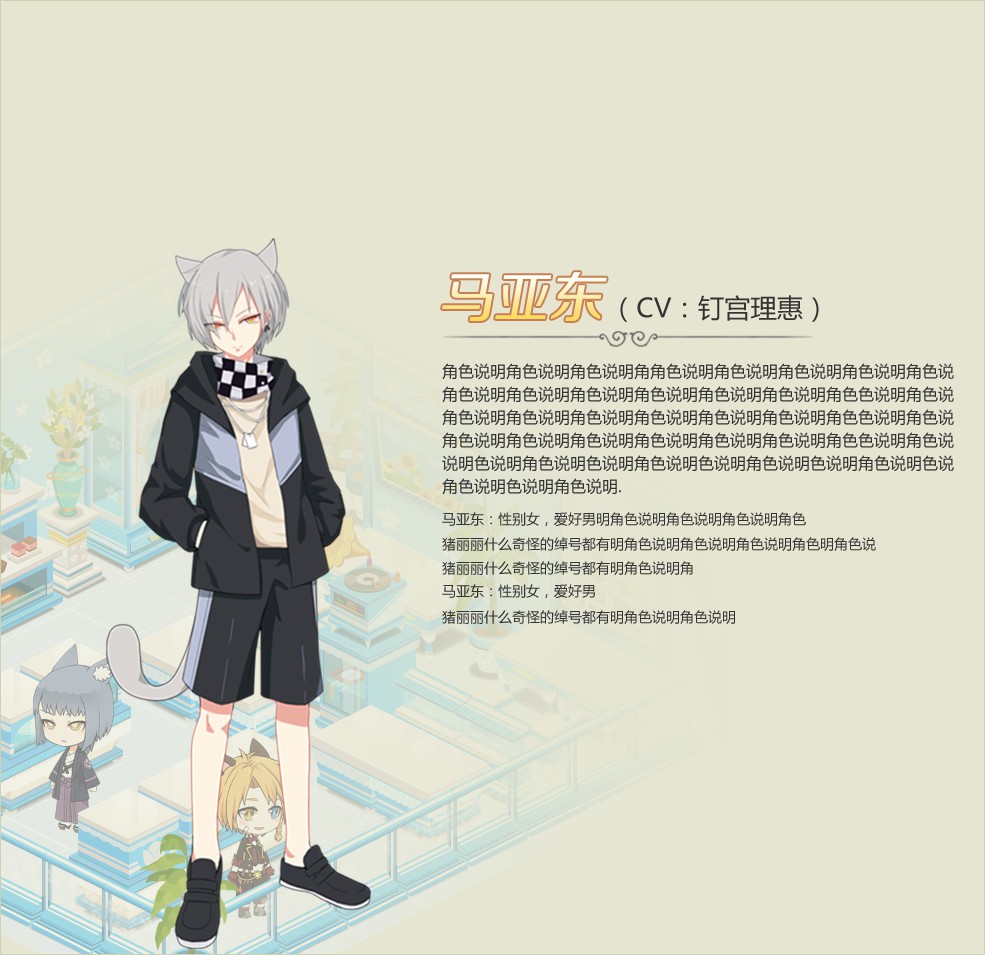 马亚东（CV：钉宫理惠）
角色说明角色说明角色说明角角色说明角色说明角色说明角色说明角色说
角色说明角色说明角色说明角色说明角色说明角色说明角色色说明角色说
角色说明角色说明角色说明角色说明角色说明角色说明角色说明角色说明
角色说明角色说明角色说明角色说明角色说明角色说明角色色说明角色说
说明色说明角色说明色说明角色说明色说明角色说明色说明角色说明色说
角色说明色说明角色说明.
马亚东：性别女，爱好男明角色说明角色说明角色说明角色
猪丽丽什么奇怪的绰号都有明角色说明角色说明角色说明角色明角色说
猪丽丽什么奇怪的绰号都有明角色说明角
马亚东：性别女，爱好男
猪丽丽什么奇怪的绰号都有明角色说明角色说明